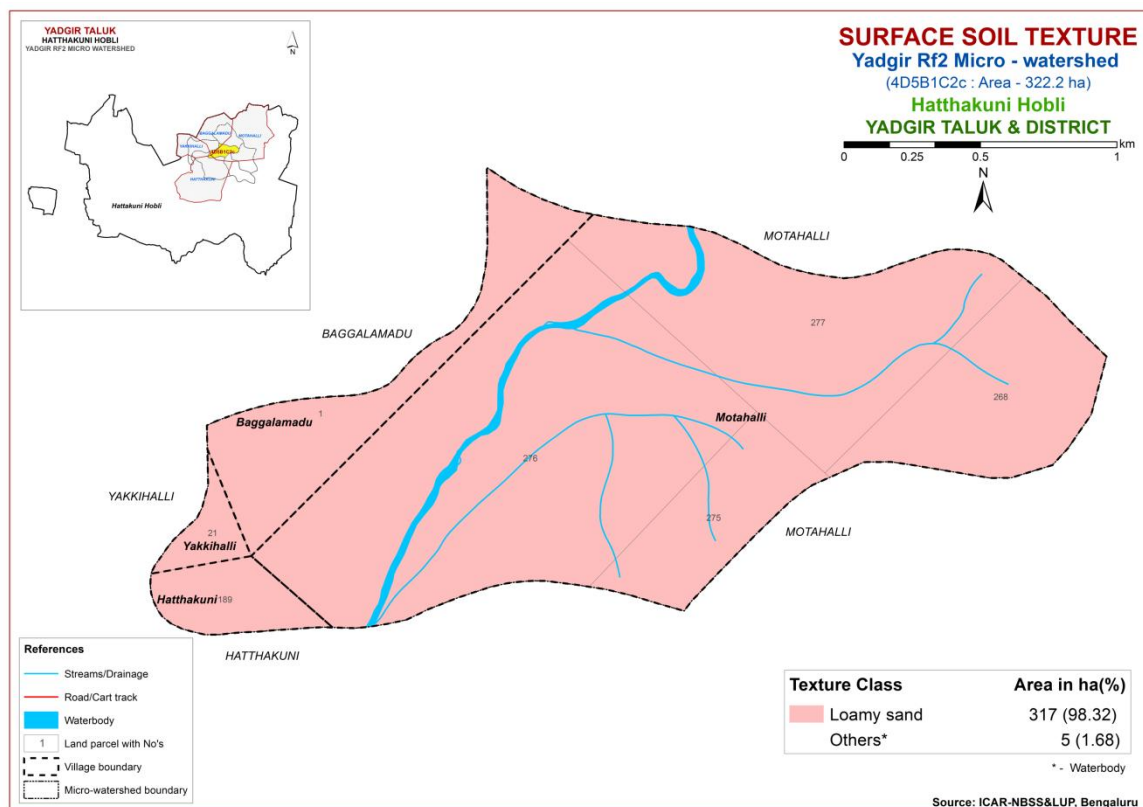 YADGIR TALUK
HATTHAKUNI HOBLI
YADGIR RF2 MICRO WATERSHED
N
BAGGALAMADU
MOTAHALLI
YAKKIHALLI
HATTHAKUNI
Hattakuni Hobli
SURFACE SOIL TEXTURE
Yadgir Rf2 Micro - watershed
(4D5B1C2c : Area - 322.2 ha)
Hatthakuni Hobli
YADGIR TALUK & DISTRICT
km
0 0.25 0.5 1
N
MOTAHALLI
277
BAGGALAMADU
268
1
Baggalamadu
Motahalli
276
YAKKIHALLI
275
21
MOTAHALLI
Yakkihalli
Hatthakuni 189
HATTHAKUNI
References
Streams/Drainage
Road/Cart track
Waterbody
1 Land parcel with No's
Village boundary
Micro-watershed boundary
Texture Class Area in ha(%)
Loamy sand 317 (98.32)
Others* 5 (1.68)
* - Waterbody
Source: ICAR-NBSS&LUP, Bengaluru